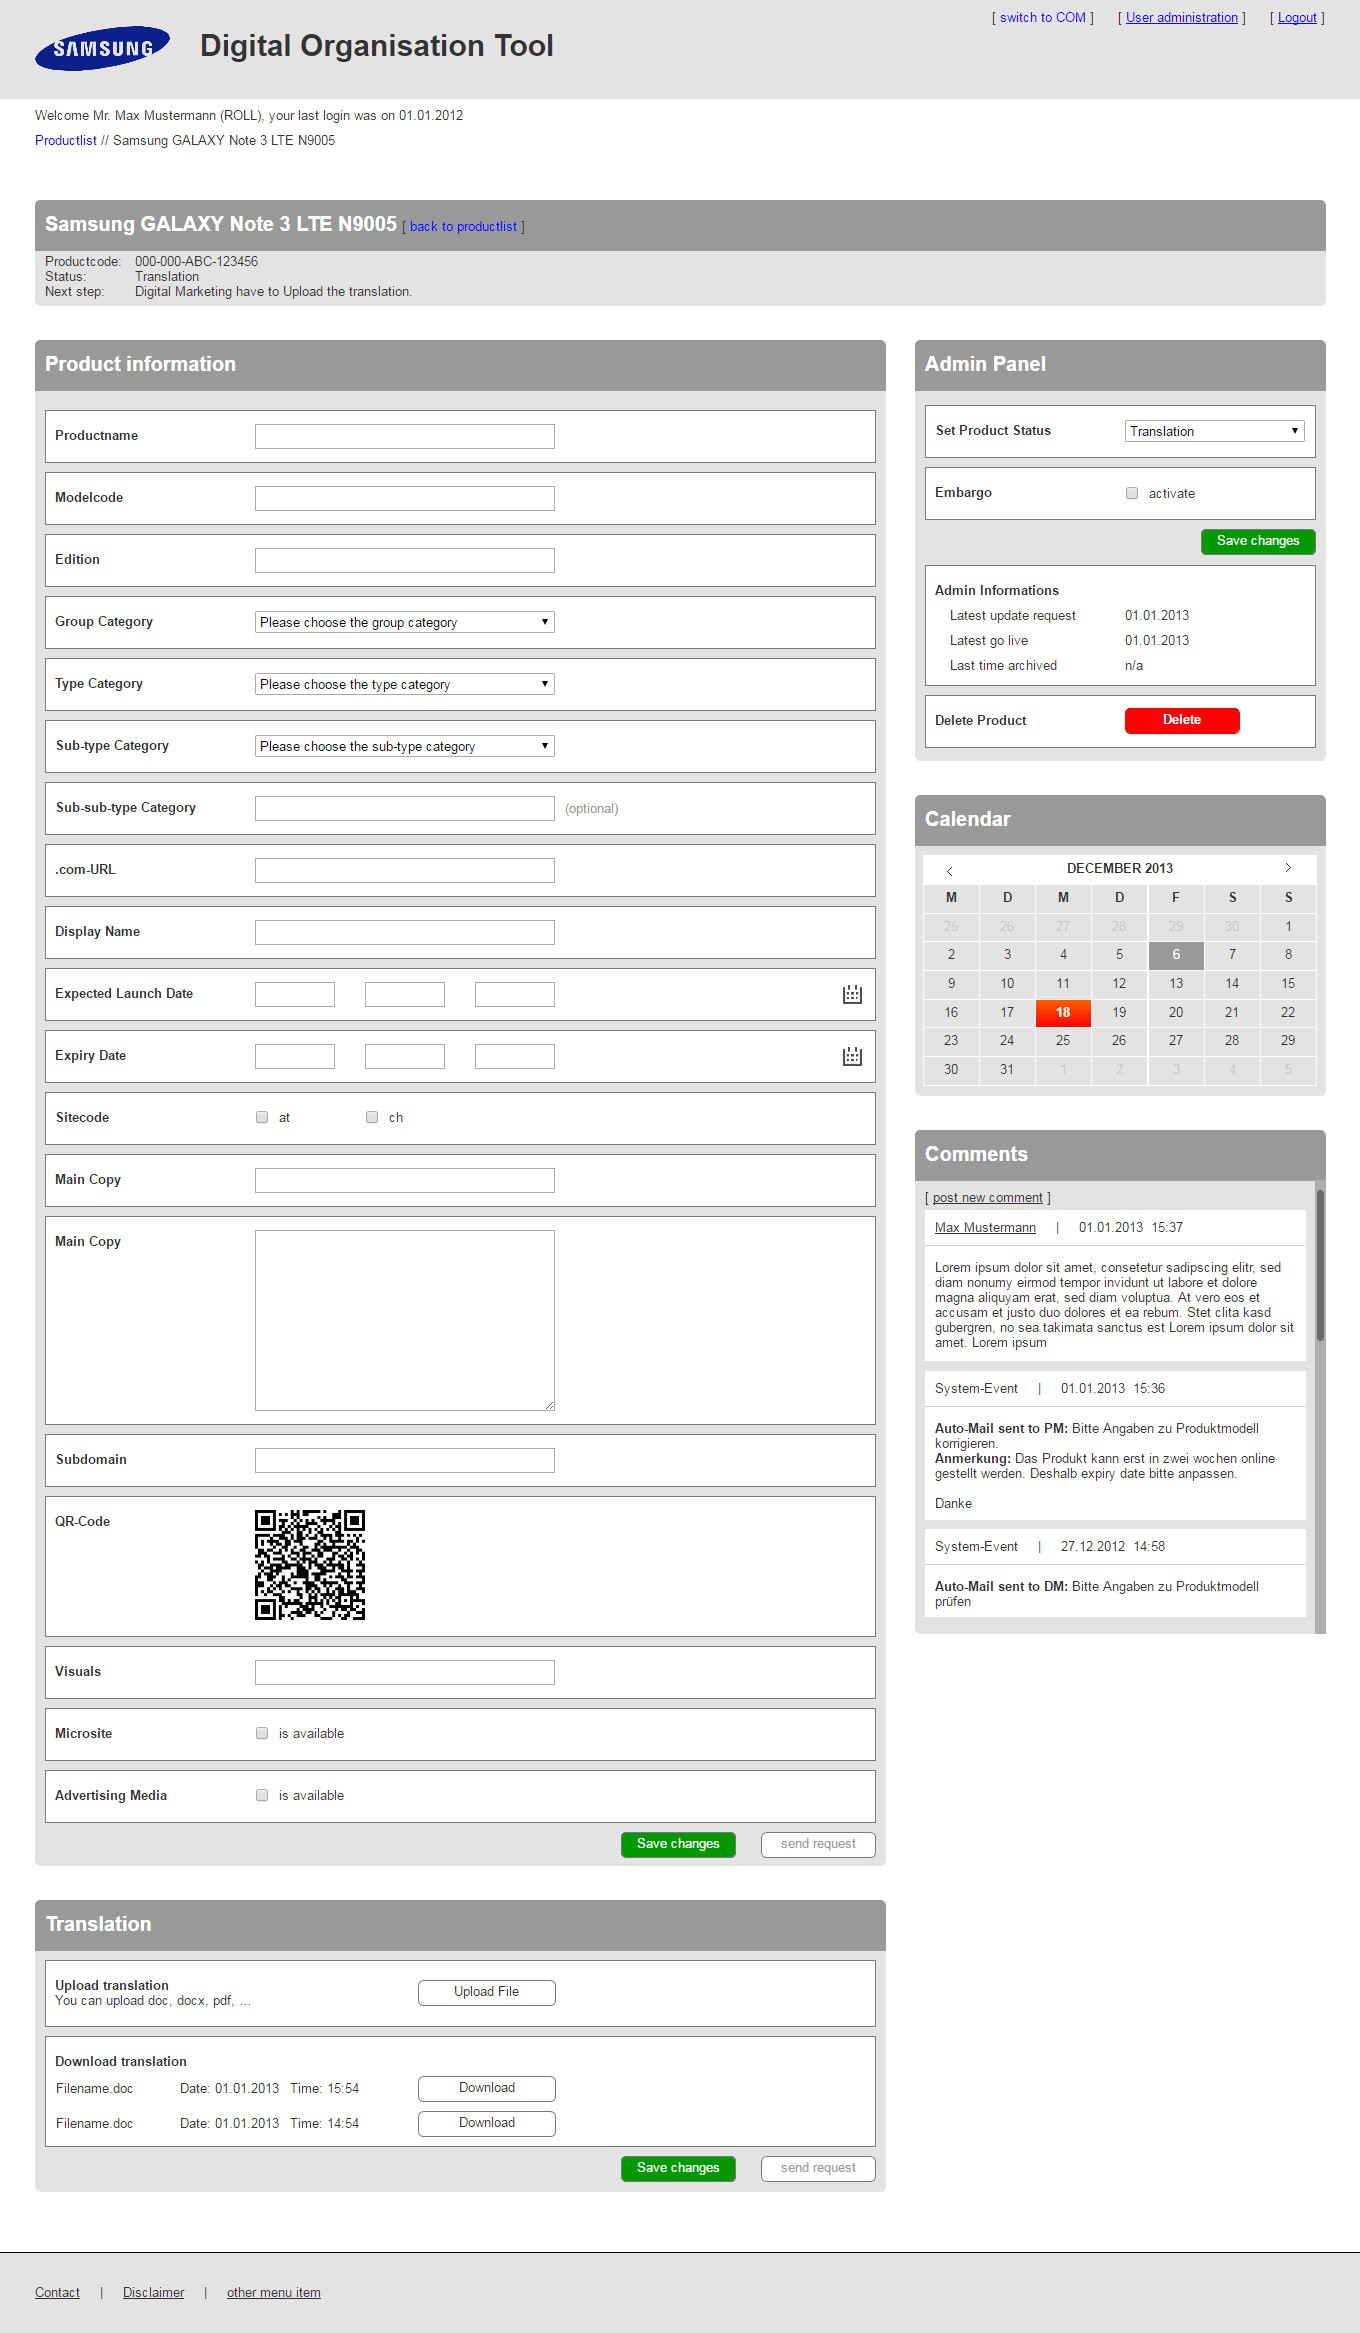 [ switch to COM ] [ User administration ] [ Logout ]
SAMSUNG
Digital Organisation Tool
Welcome Mr. Max Mustermann (ROLL), your last login was on 01.01.2012
Productlist // Samsung GALAXY Note 3 LTE N9005
Samsung GALAXY Note 3 LTE N9005 [ back to productlist ]
Productcode: 000-000-ABC-123456
Status: Translation
Next step: Digital Marketing have to Upload the translation.
Product information
Productname
Modelcode
Edition
Group Category Please choose the group category
Type Category Please choose the type category
Sub-type Category Please choose the sub-type category
Sub-sub-type Category (optional)
.com-URL
Display Name
Expected Launch Date
Expiry Date
Sitecode at ch
Main Copy
Main Copy
Subdomain
QR-Code
Visuals
Microsite is available
Advertising Media is available
Save changes send request
Translation
Upload translation
You can upload doc, docx, pdf, ...
Upload File
Download translation
Filename.doc Date: 01.01.2013 Time: 15:54 Download
Filename.doc Date: 01.01.2013 Time: 14:54 Download
Save changes send request
Admin Panel
Set Product Status Translation
Embargo activate
Save changes
Admin Informations
Latest update request 01.01.2013
Latest go live 01.01.2013
Last time archived n/a
Delete Product Delete
Calendar
DECEMBER 2013
M D M D F S S
25 26 27 28 29 30 1
2 3 4 5 6 7 8
9 10 11 12 13 14 15
16 17 18 19 20 21 22
23 24 25 26 27 28 29
30 31 1 2 3 4 5
Comments
[ post new comment ]
Max Mustermann | 01.01.2013 15:37
Lorem ipsum dolor sit amet, consetetur sadipscing elitr, sed
diam nonumy eirmod tempor invidunt ut labore et dolore
magna aliquyam erat, sed diam voluptua. At vero eos et
accusam et justo duo dolores et ea rebum. Stet clita kasd
gubergren, no sea takimata sanctus est Lorem ipsum dolor sit
amet. Lorem ipsum
System-Event | 01.01.2013 15:36
Auto-Mail sent to PM: Bitte Angaben zu Produktmodell
korrigieren.
Anmerkung: Das Produkt kann erst in zwei wochen online
gestellt werden. Deshalb expiry date bitte anpassen.
Danke
System-Event | 27.12.2012 14:58
Auto-Mail sent to DM: Bitte Angaben zu Produktmodell
prüfen
Contact | Disclaimer | other menu item